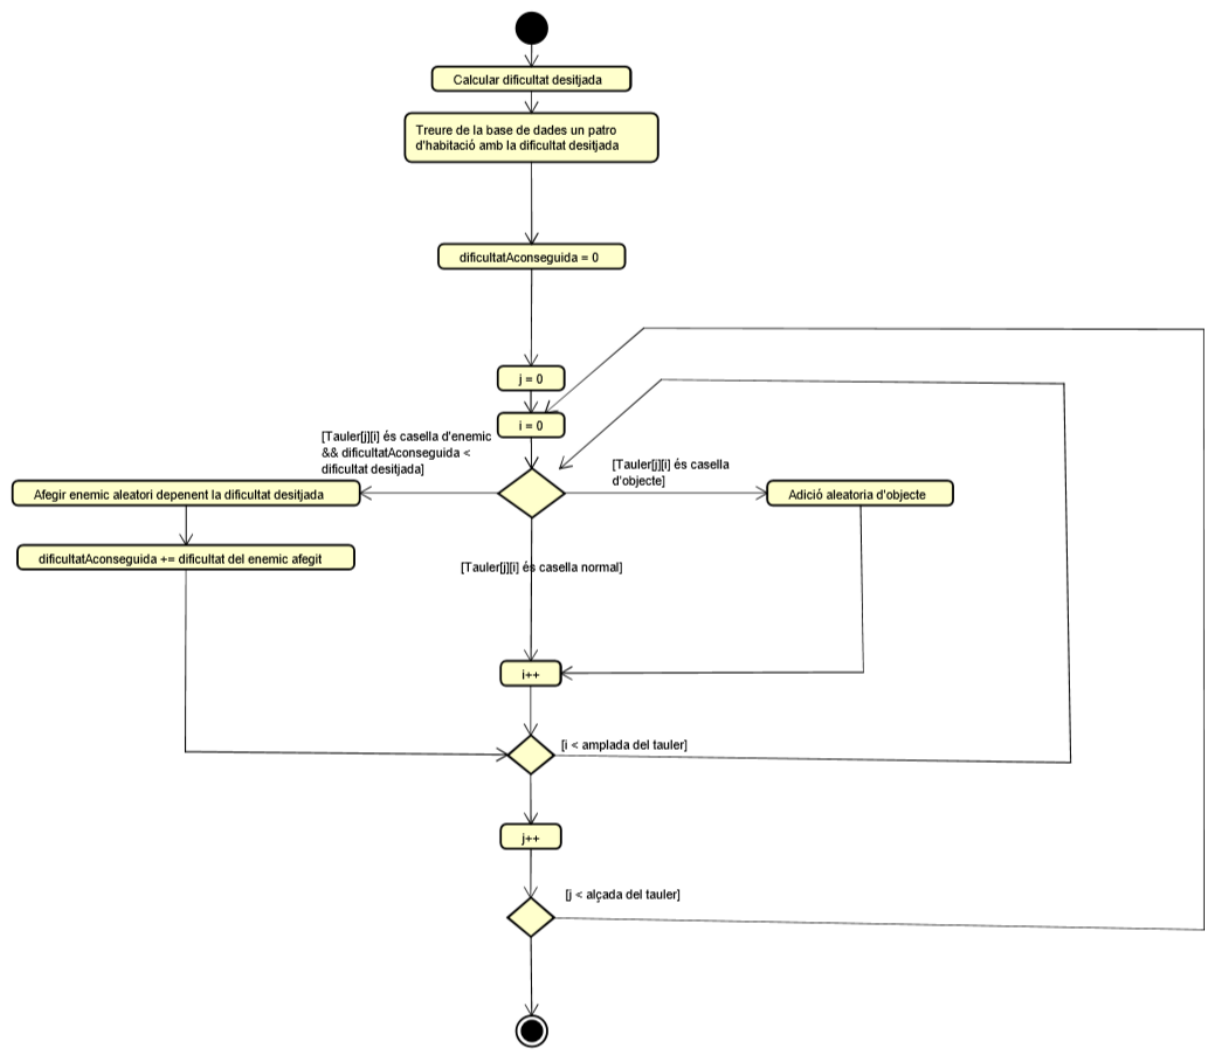 Calcular dificultat desitjada
Treure de la base de dades un patro
d'habitació amb la dificultat desitjada
dificultatAconseguida = 0
j = 0
i = 0
[Tauler[j][i] és casella d'enemic
&& dificultatAconseguida <
dificultat desitjada]
[Tauler[j][i] és casella
d'objecte]
Afegir enemic aleatori depenent la dificultat desitjada
Adició aleatoria d'objecte
dificultatAconseguida += dificultat del enemic afegit
[Tauler[j][i] és casella normal]
i++
[i < amplada del tauler]
j++
[j < alçada del tauler]